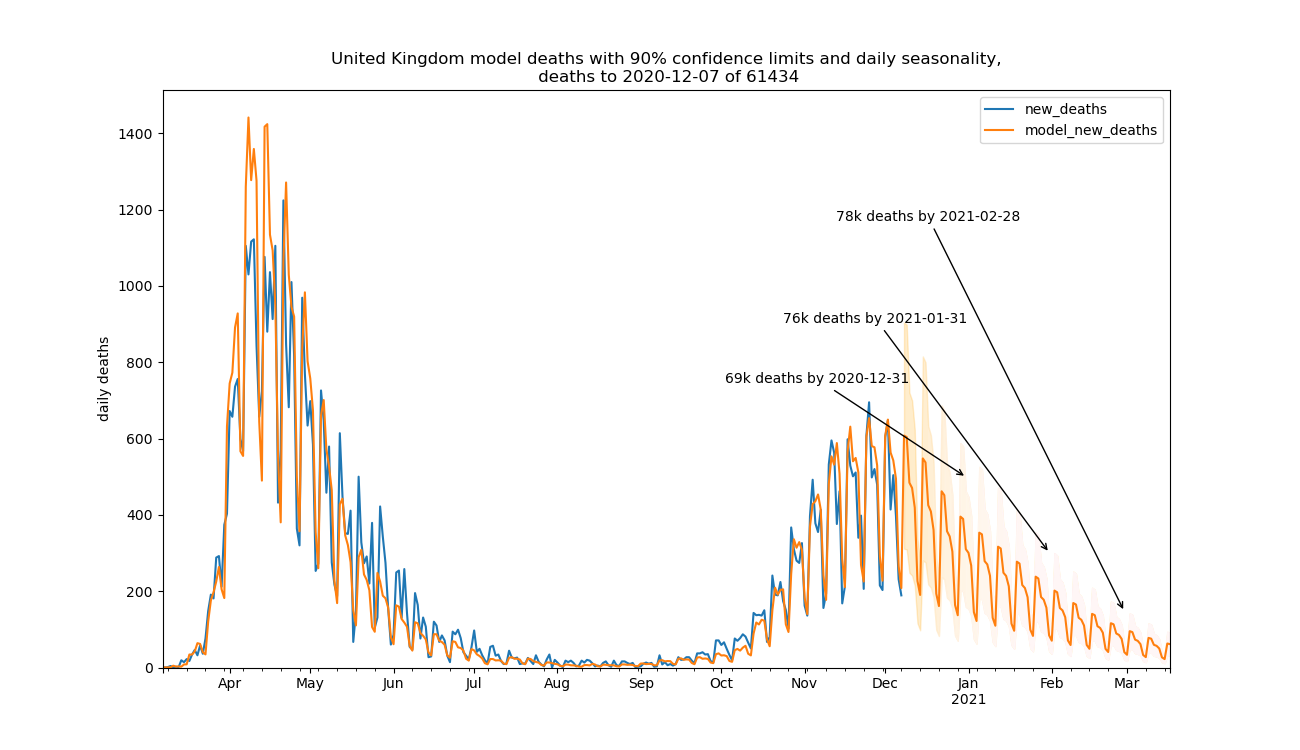 United Kingdom model deaths with 90% confidence limits and daily seasonality,
deaths to 2020-12-07 of 61434
new_deaths
model_new_deaths
1400
1200
1000
800
600
400
200
0
daily deaths
78k deaths by 2021-02-28
76k deaths by 2021-01-31
69k deaths by 2020-12-31
Apr May Jun Jul Aug Sep Oct Nov Dec Jan Feb Mar
2021